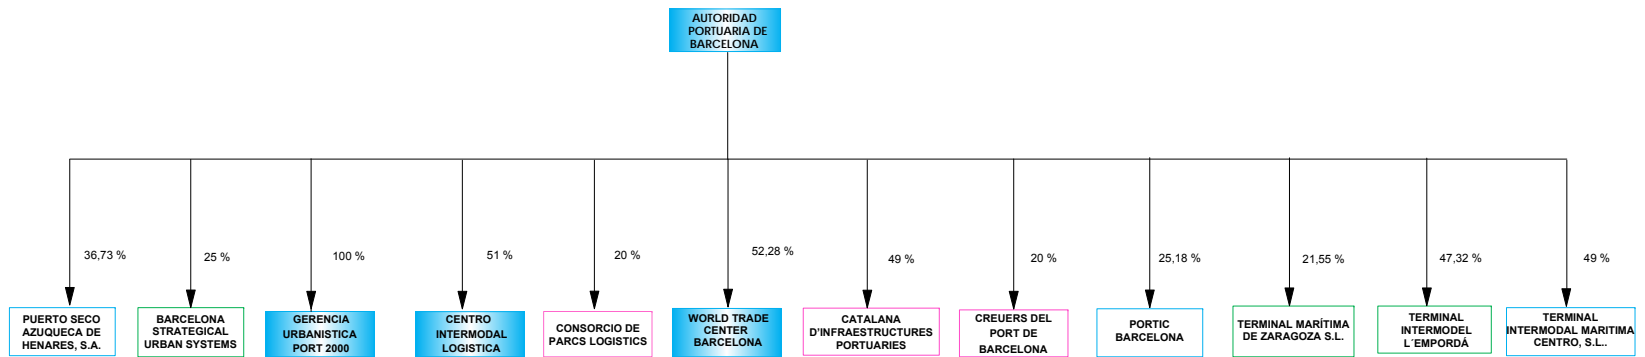 AUTORIDAD
PORTUARIA DE
BARCELONA
36,73 %
25 %
100 %
51 %
20 %
52,28 %
49 %
20 %
25,18 %
21,55 %
47,32 %
49 %
PUERTO SECO
AZUQUECA DE
HENARES, S.A.
BARCELONA
STRATEGICAL
URBAN SYSTEMS
GERENCIA
URBANISTICA
PORT 2000
CENTRO
INTERMODAL
LOGISTICA
CONSORCIO DE
PARCS LOGISTICS
WORLD TRADE
CENTER
BARCELONA
CATALANA
D'INFRAESTRUCTURES
PORTUARIES
CREUERS DEL
PORT DE
BARCELONA
PORTIC
BARCELONA
TERMINAL MARÍTIMA
DE ZARAGOZA S.L.
TERMINAL
INTERMODEL
L´EMPORDÁ
TERMINAL
INTERMODAL MARITIMA
CENTRO, S.L..